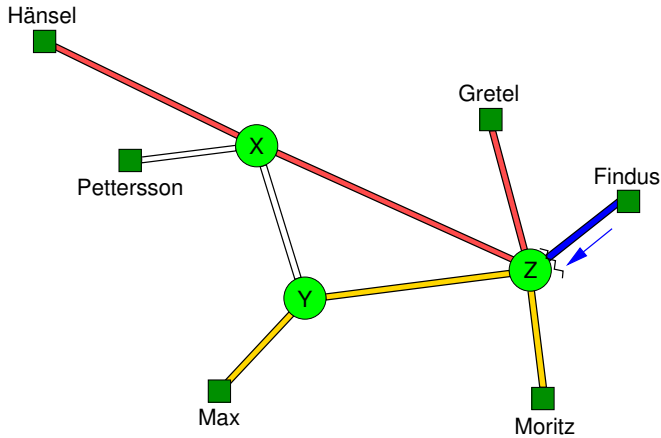 Hänsel
Gretel
X
Pettersson
Findus
Z
Y
Max
Moritz